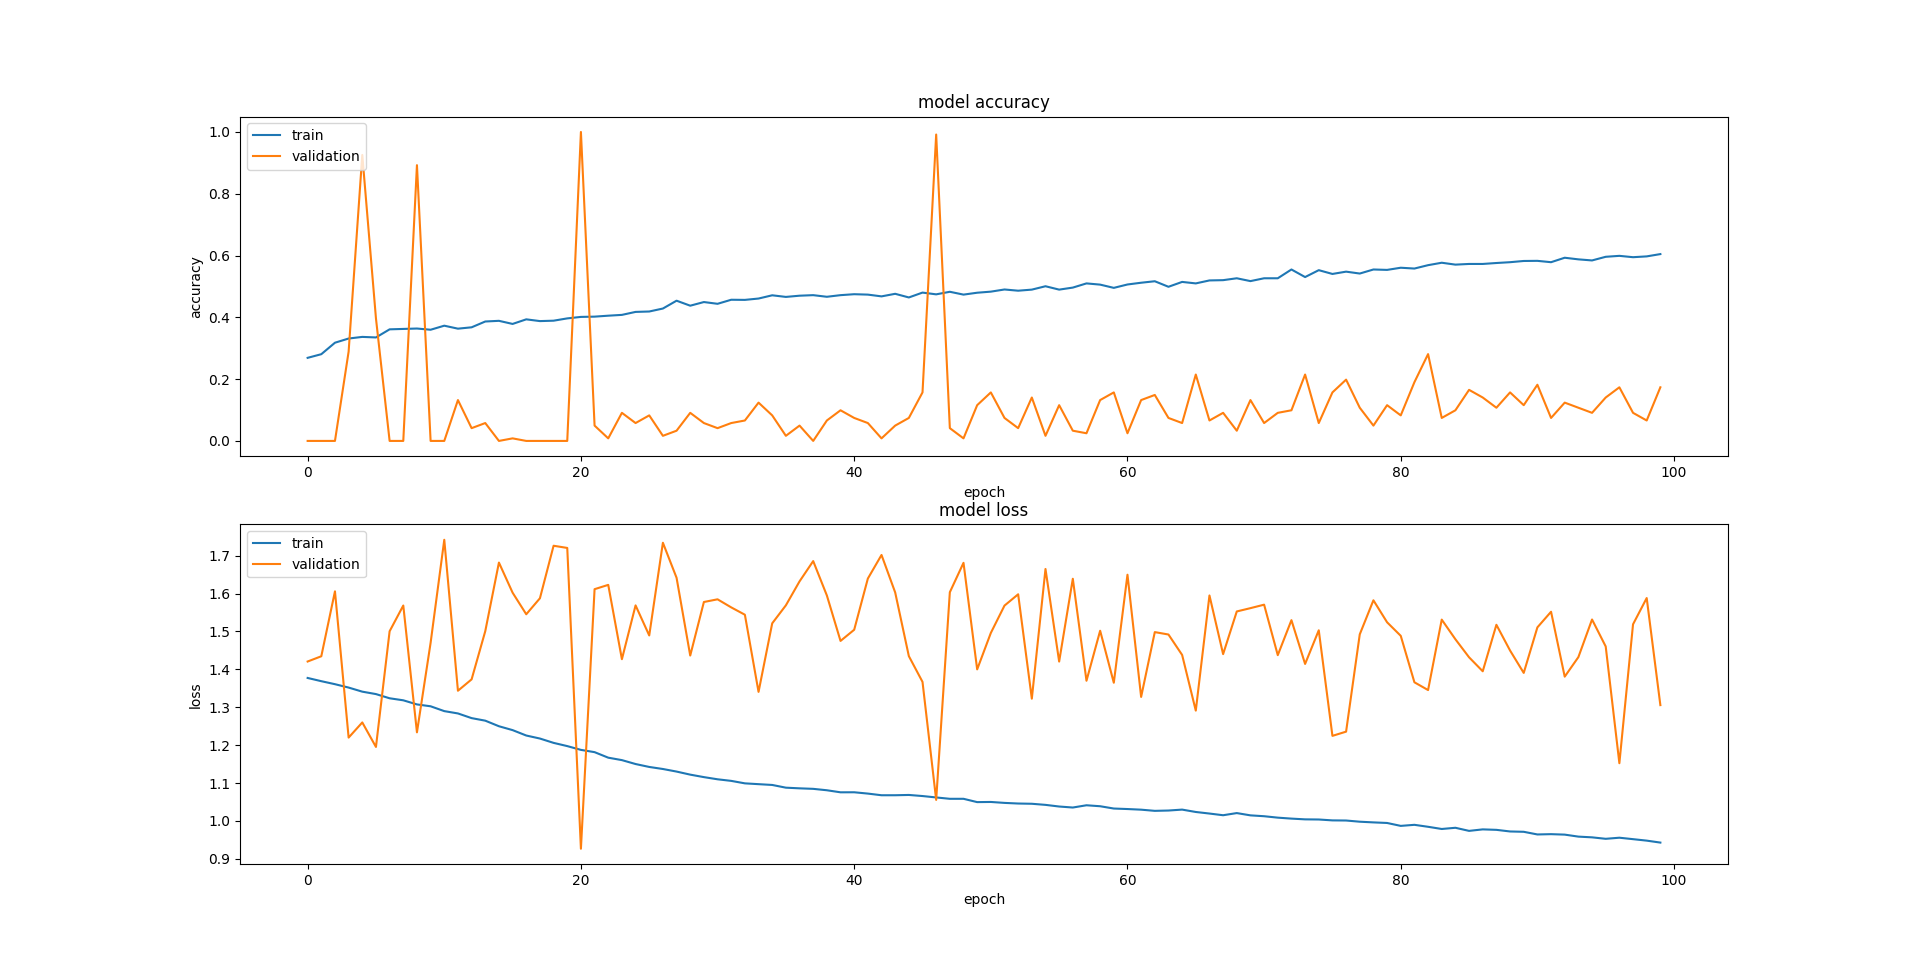 model accuracy
train
validation
1.0
0.8
0.6
0.4
0.2
0.0
accuracy
0 20 40 60 80 100
epoch
model loss
train
validation
1.7
1.6
1.5
1.4
1.3
1.2
1.1
1.0
0.9
loss
0 20 40 60 80 100
epoch